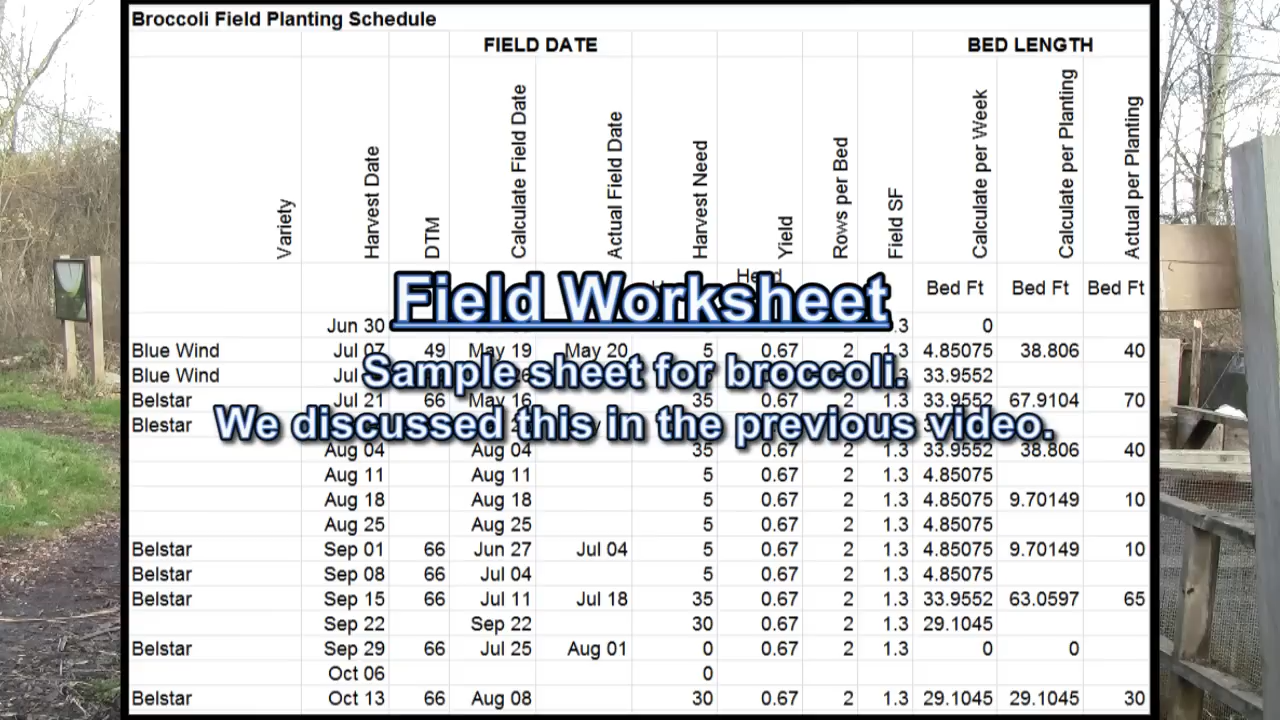 Broccoli Field Planting Schedule
FIELD DATE BED LENGTH
Variety Harvest Date DTM Calculate Field Date Actual Field Date Harvest Need Yield Rows per Bed Field SF Calculate per Week Calculate per Planting Actual per Planting
Head Bed Ft Bed Ft Bed Ft
Field Worksheet
Jun 30 .3 0
Blue Wind Jul 07 49 May 19 May 20 5 0.67 2 1.3 4.85075 38.806 40
Blue Wind Jul 33.9552
Sample sheet for broccoli.
Belstar Jul 21 66 May 16 35 0.67 2 1.3 33.9552 67.9104 70
Blestar
We discussed this in the previous video.
Aug 04 Aug 04 35 0.67 2 1.3 33.9552 38.806 40
Aug 11 Aug 11 5 0.67 2 1.3 4.85075
Aug 18 Aug 18 5 0.67 2 1.3 4.85075 9.70149 10
Aug 25 Aug 25 5 0.67 2 1.3 4.85075
Belstar Sep 01 66 Jun 27 Jul 04 5 0.67 2 1.3 4.85075 9.70149 10
Belstar Sep 08 66 Jul 04 5 0.67 2 1.3 4.85075
Belstar Sep 15 66 Jul 11 Jul 18 35 0.67 2 1.3 33.9552 63.0597 65
Sep 22 Sep 22 30 0.67 2 1.3 29.1045
Belstar Sep 29 66 Jul 25 Aug 01 0 0.67 2 1.3 0 0
Oct 06 0
Belstar Oct 13 66 Aug 08 30 0.67 2 1.3 29.1045 29.1045 30